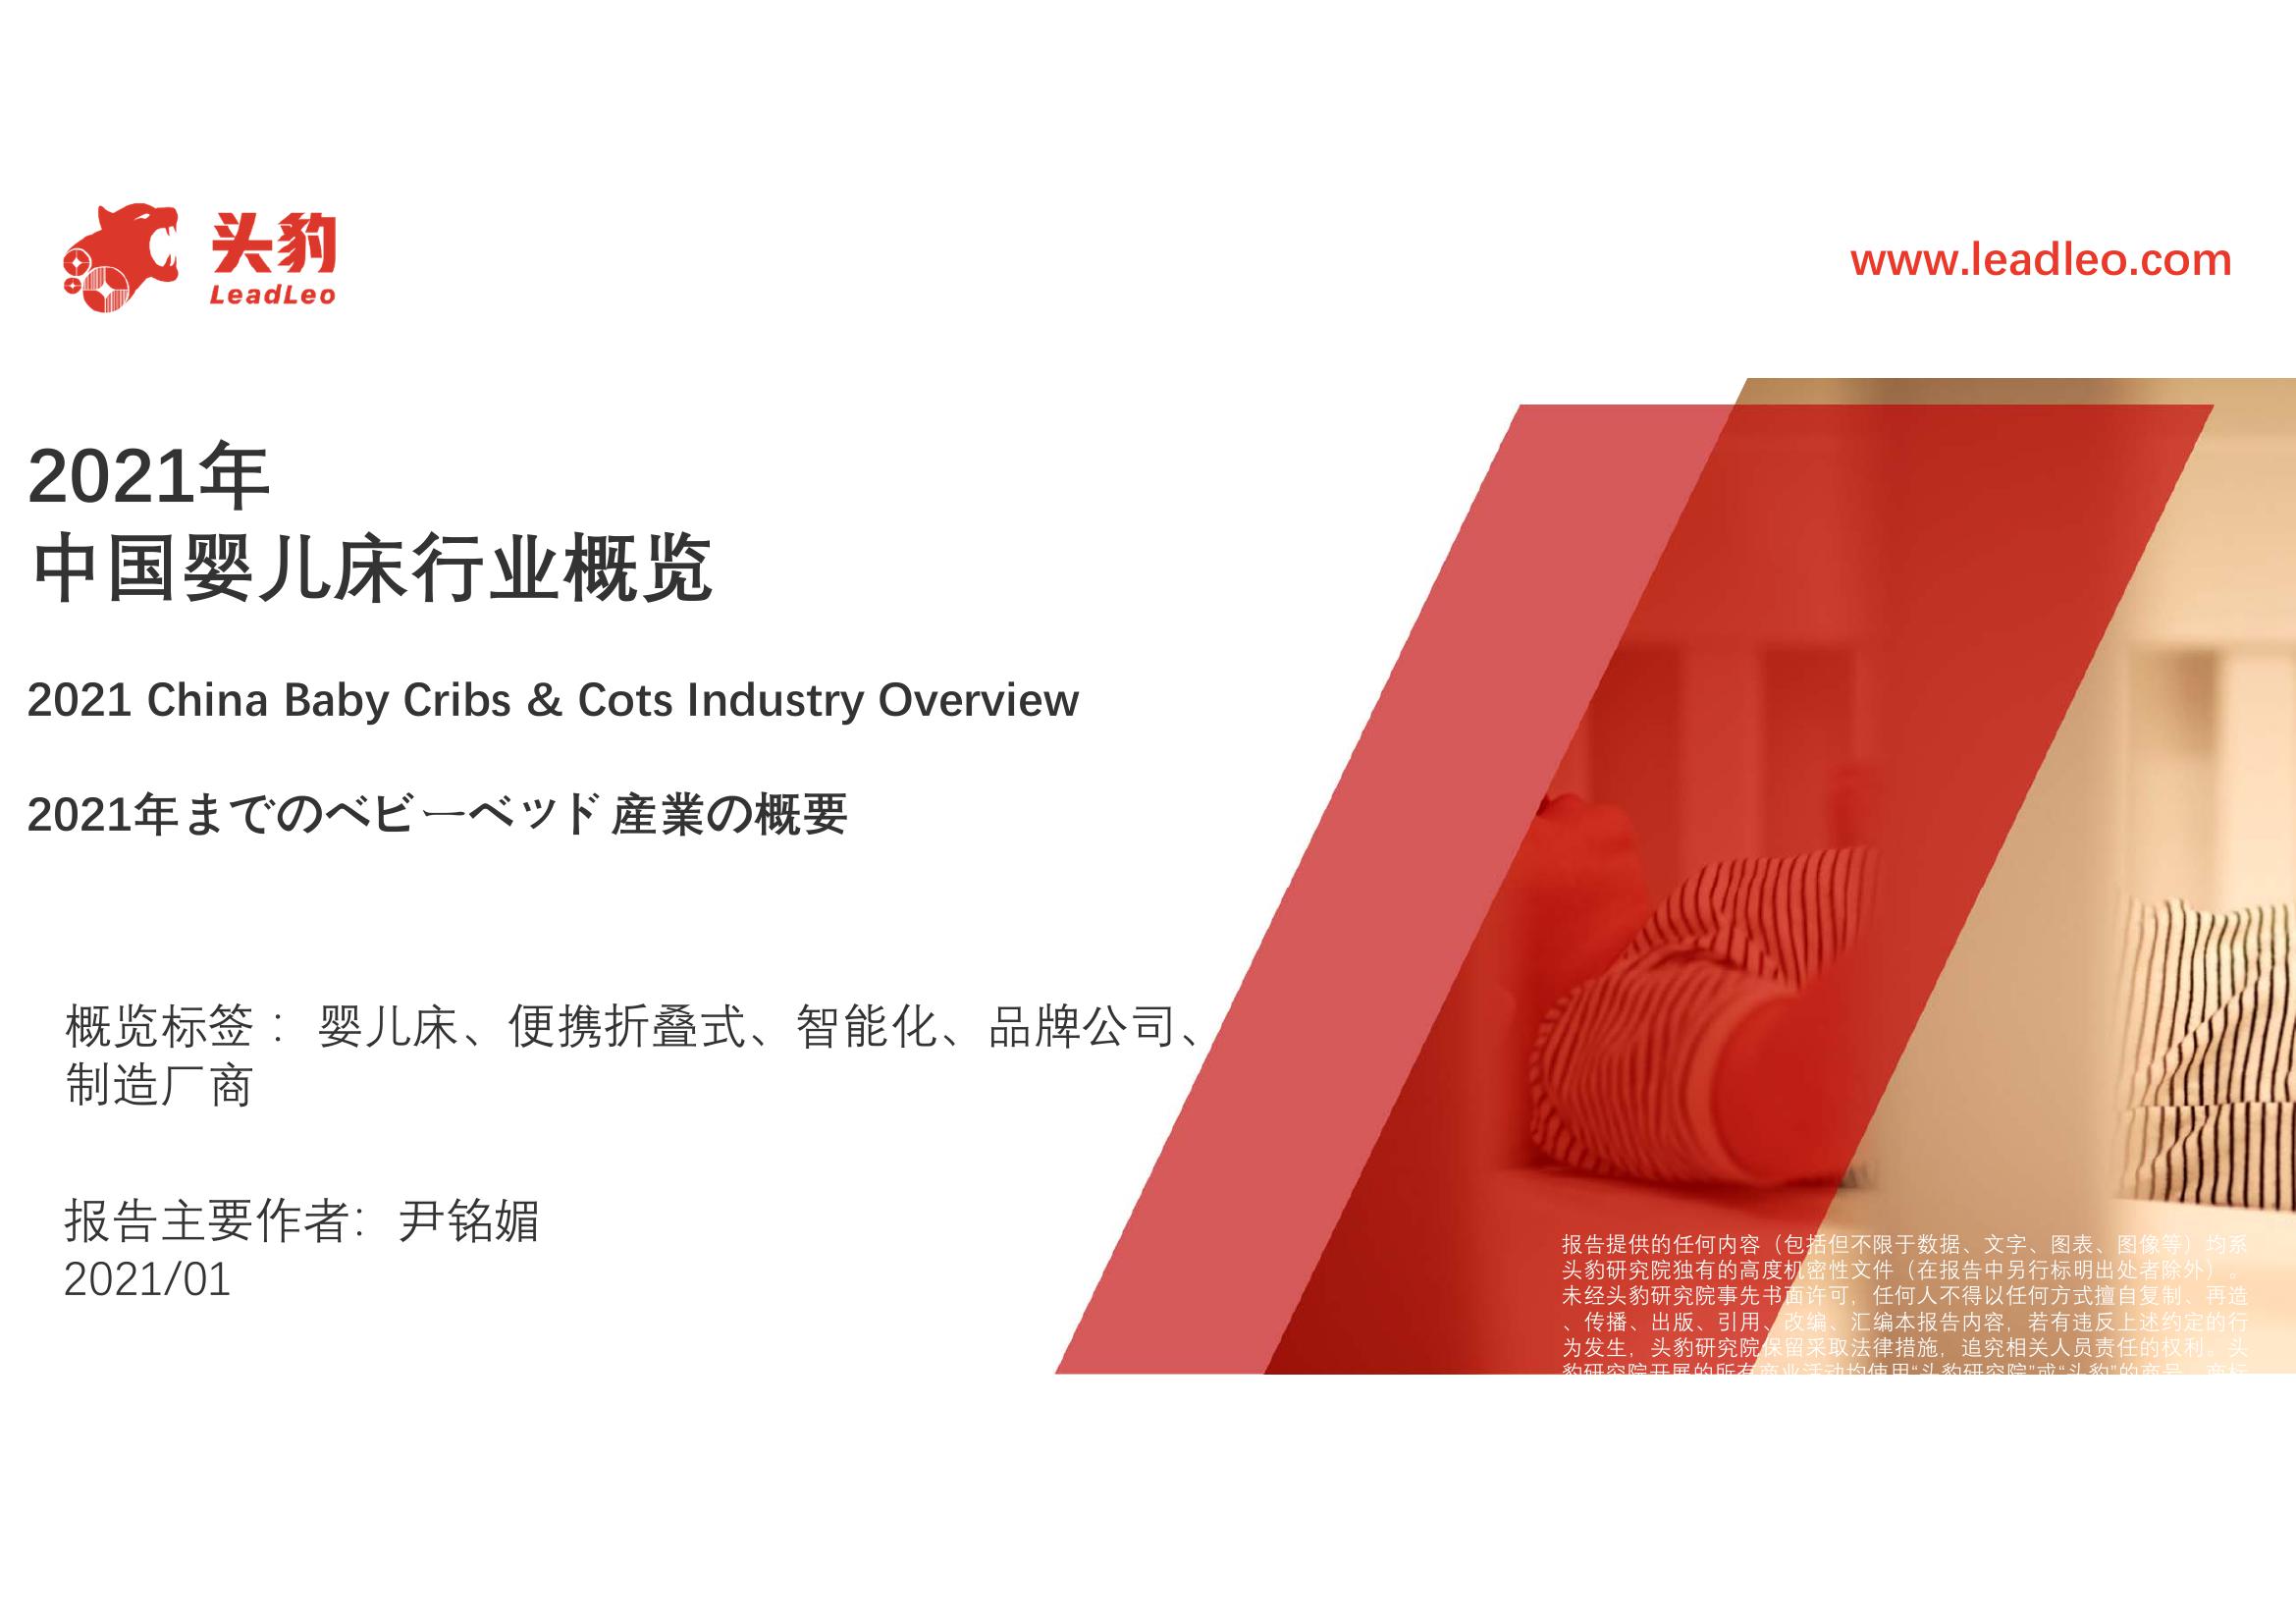 头豹
LeadLeo
www.leadleo.com
2021年
中国婴儿床行业概览
2021 China Baby Cribs & Cots Industry Overview
2021年までのベビーベッド産業の概要
概览标签：婴儿床、便携折叠式、智能化、品牌公司、
制造厂商
报告主要作者：尹铭媚
2021/01
报告提供的任何内容（包括但不限于数据、文字、图表、图像等）均系
头豹研究院独有的高度机密性文件（在报告中另行标明出处者除外）。
未经头豹研究院事先书面许可，任何人不得以任何方式擅自复制、再造
、传播、出版、引用、改编、汇编本报告内容，若有违反上述约定的行
为发生，头豹研究院保留采取法律措施，追究相关人员责任的权利。头
豹研究院开展的所有商业活动均使用“头豹研究院”或“头豹”的商号、商标